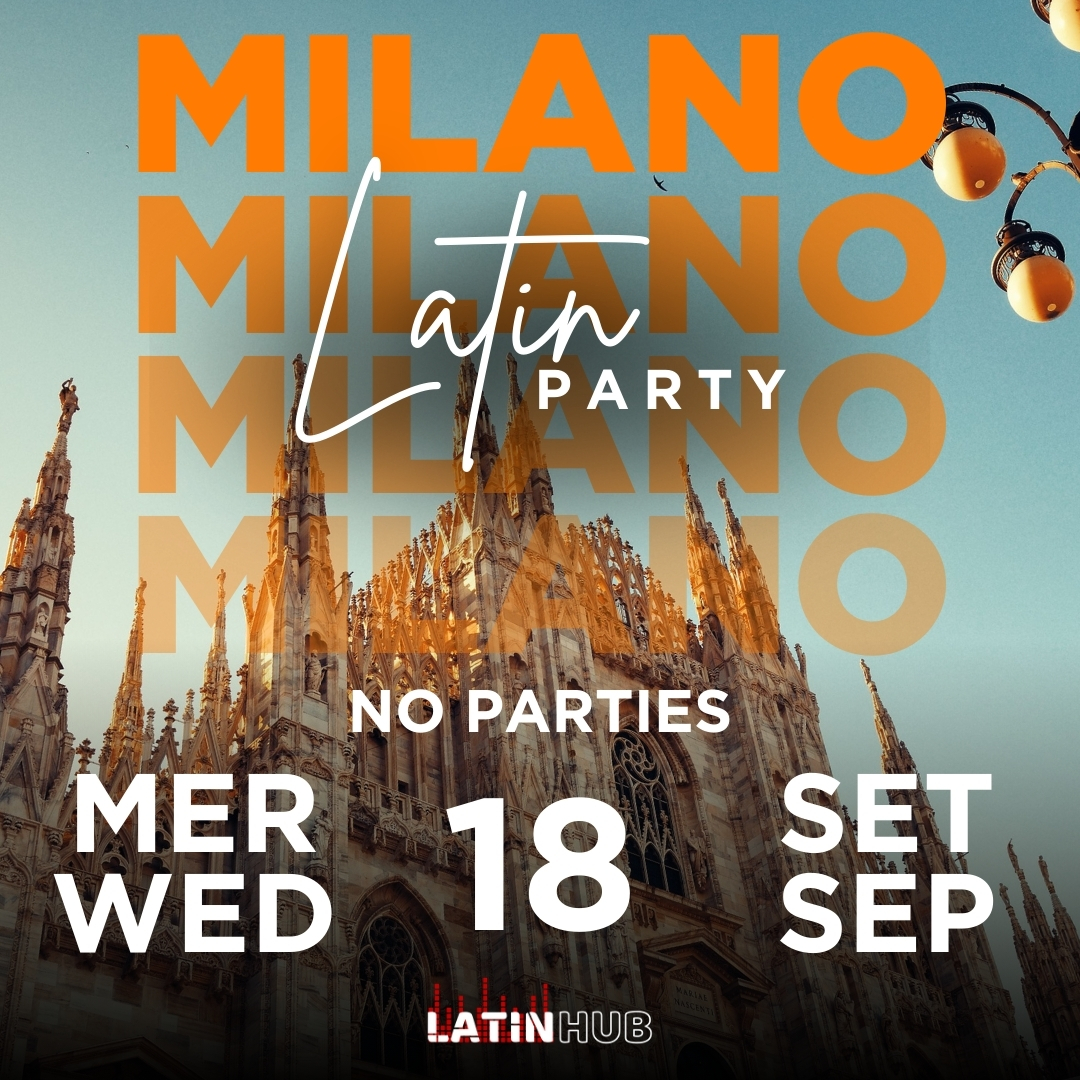 MILANO
MILANO
Latin
PARTY
MILANO
MILANO
NO PARTIES
MER 18 SET
WED SEP
LATINHUB